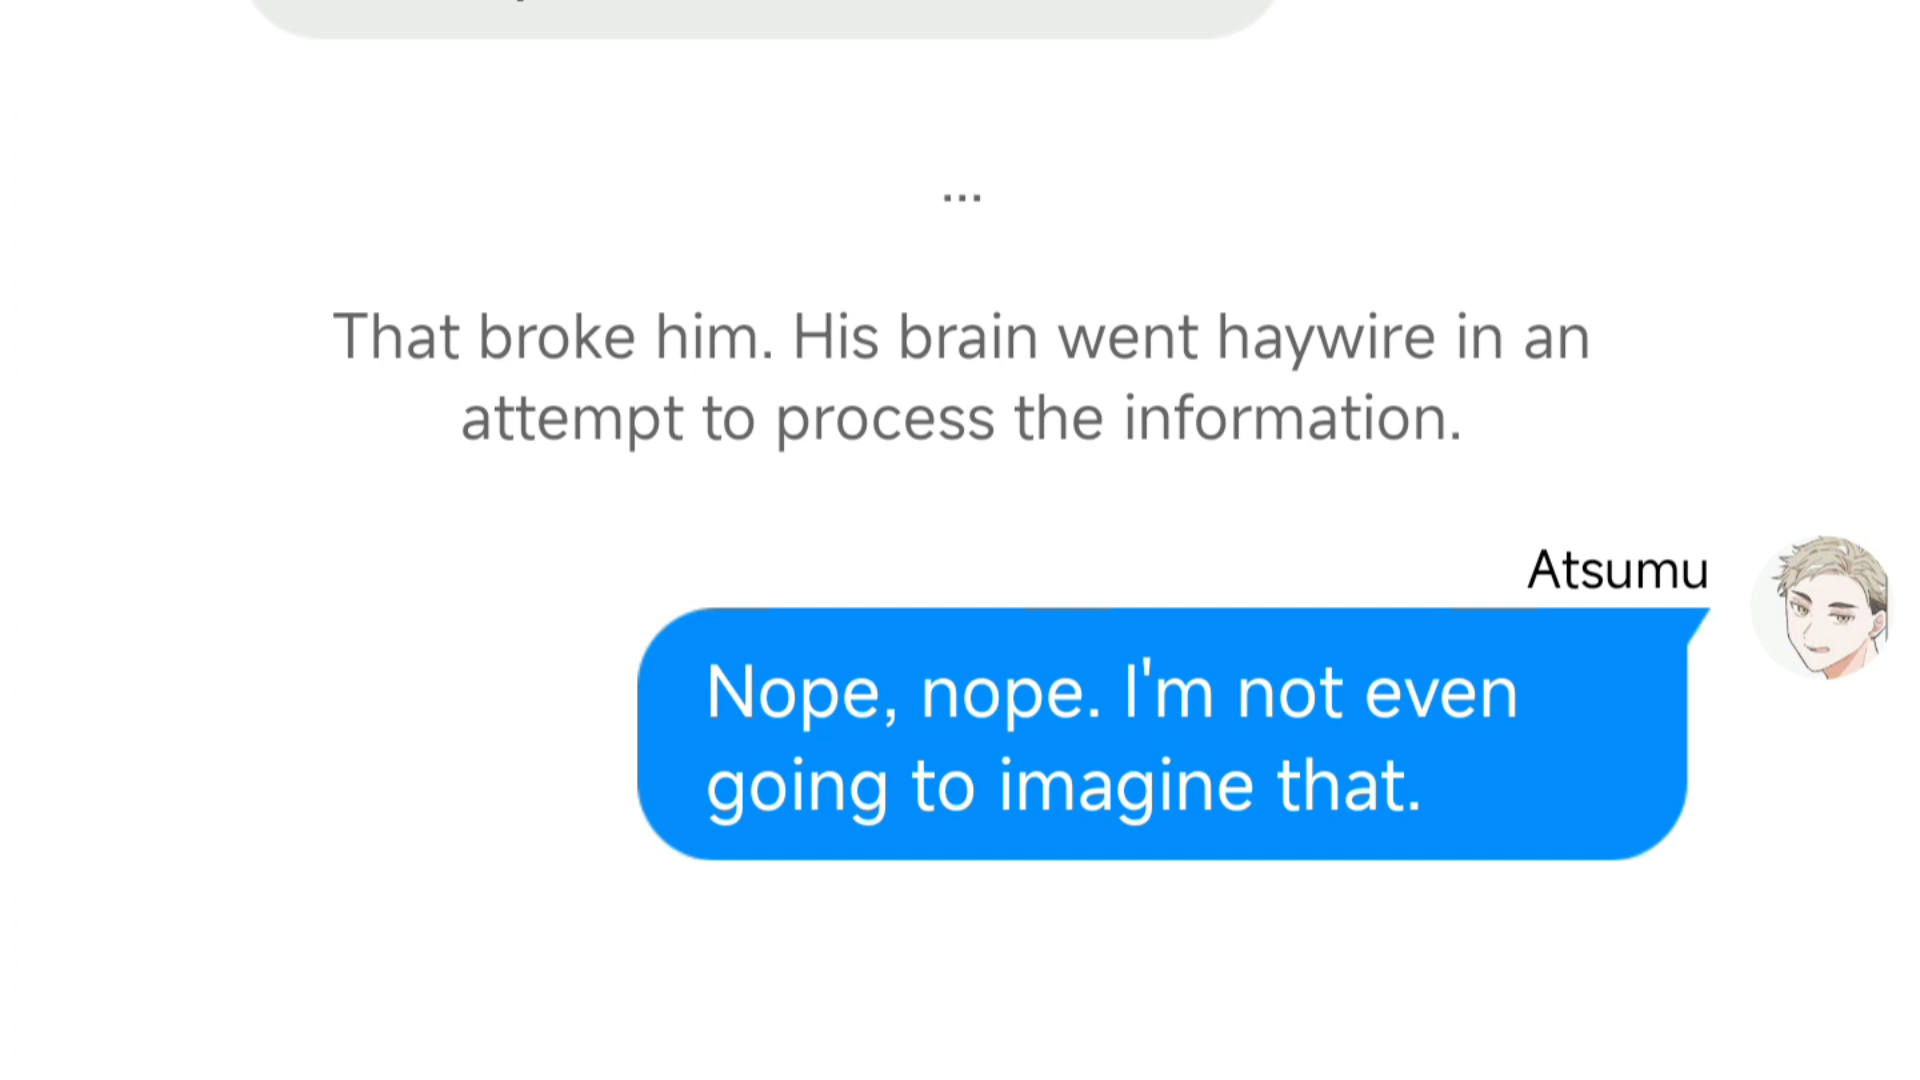 ...
That broke him. His brain went haywire in an
attempt to process the information.
Atsumu
Nope, nope. I'm not even
going to imagine that.